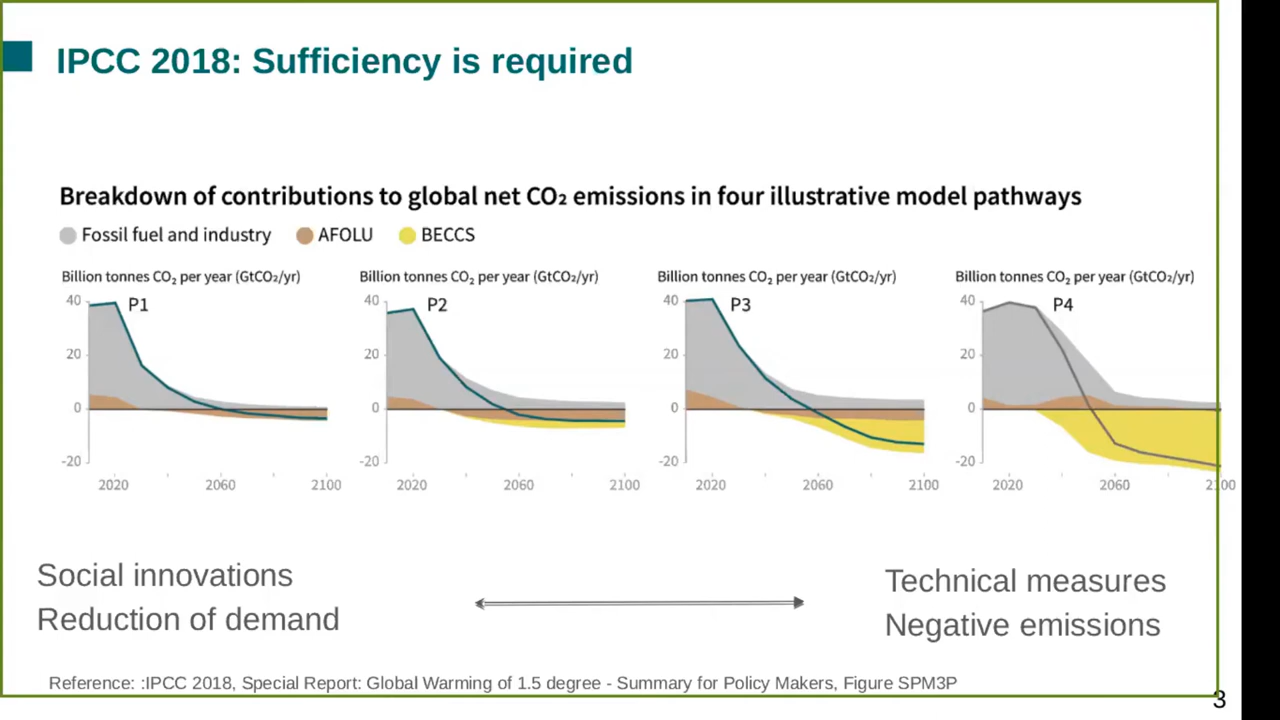 IPCC 2018: Sufficiency is required
Breakdown of contributions to global net CO₂ emissions in four illustrative model pathways
Fossil fuel and industry AFOLU BECCS
Billion tonnes CO₂ per year (GtCO₂/yr) Billion tonnes CO₂ per year (GtCO₂/yr) Billion tonnes CO₂ per year (GtCO₂/yr) Billion tonnes CO₂ per year (GtCO₂/yr)
40 P1 40 P2 40 P3 40 P4
20 20 20 20
0 0 0 0
-20 -20 -20 -20
2020 2060 2100 2020 2060 2100 2020 2060 2100 2020 2060 2100
Social innovations
Reduction of demand
Technical measures
Negative emissions
Reference: :IPCC 2018, Special Report: Global Warming of 1.5 degree - Summary for Policy Makers, Figure SPM3P
3